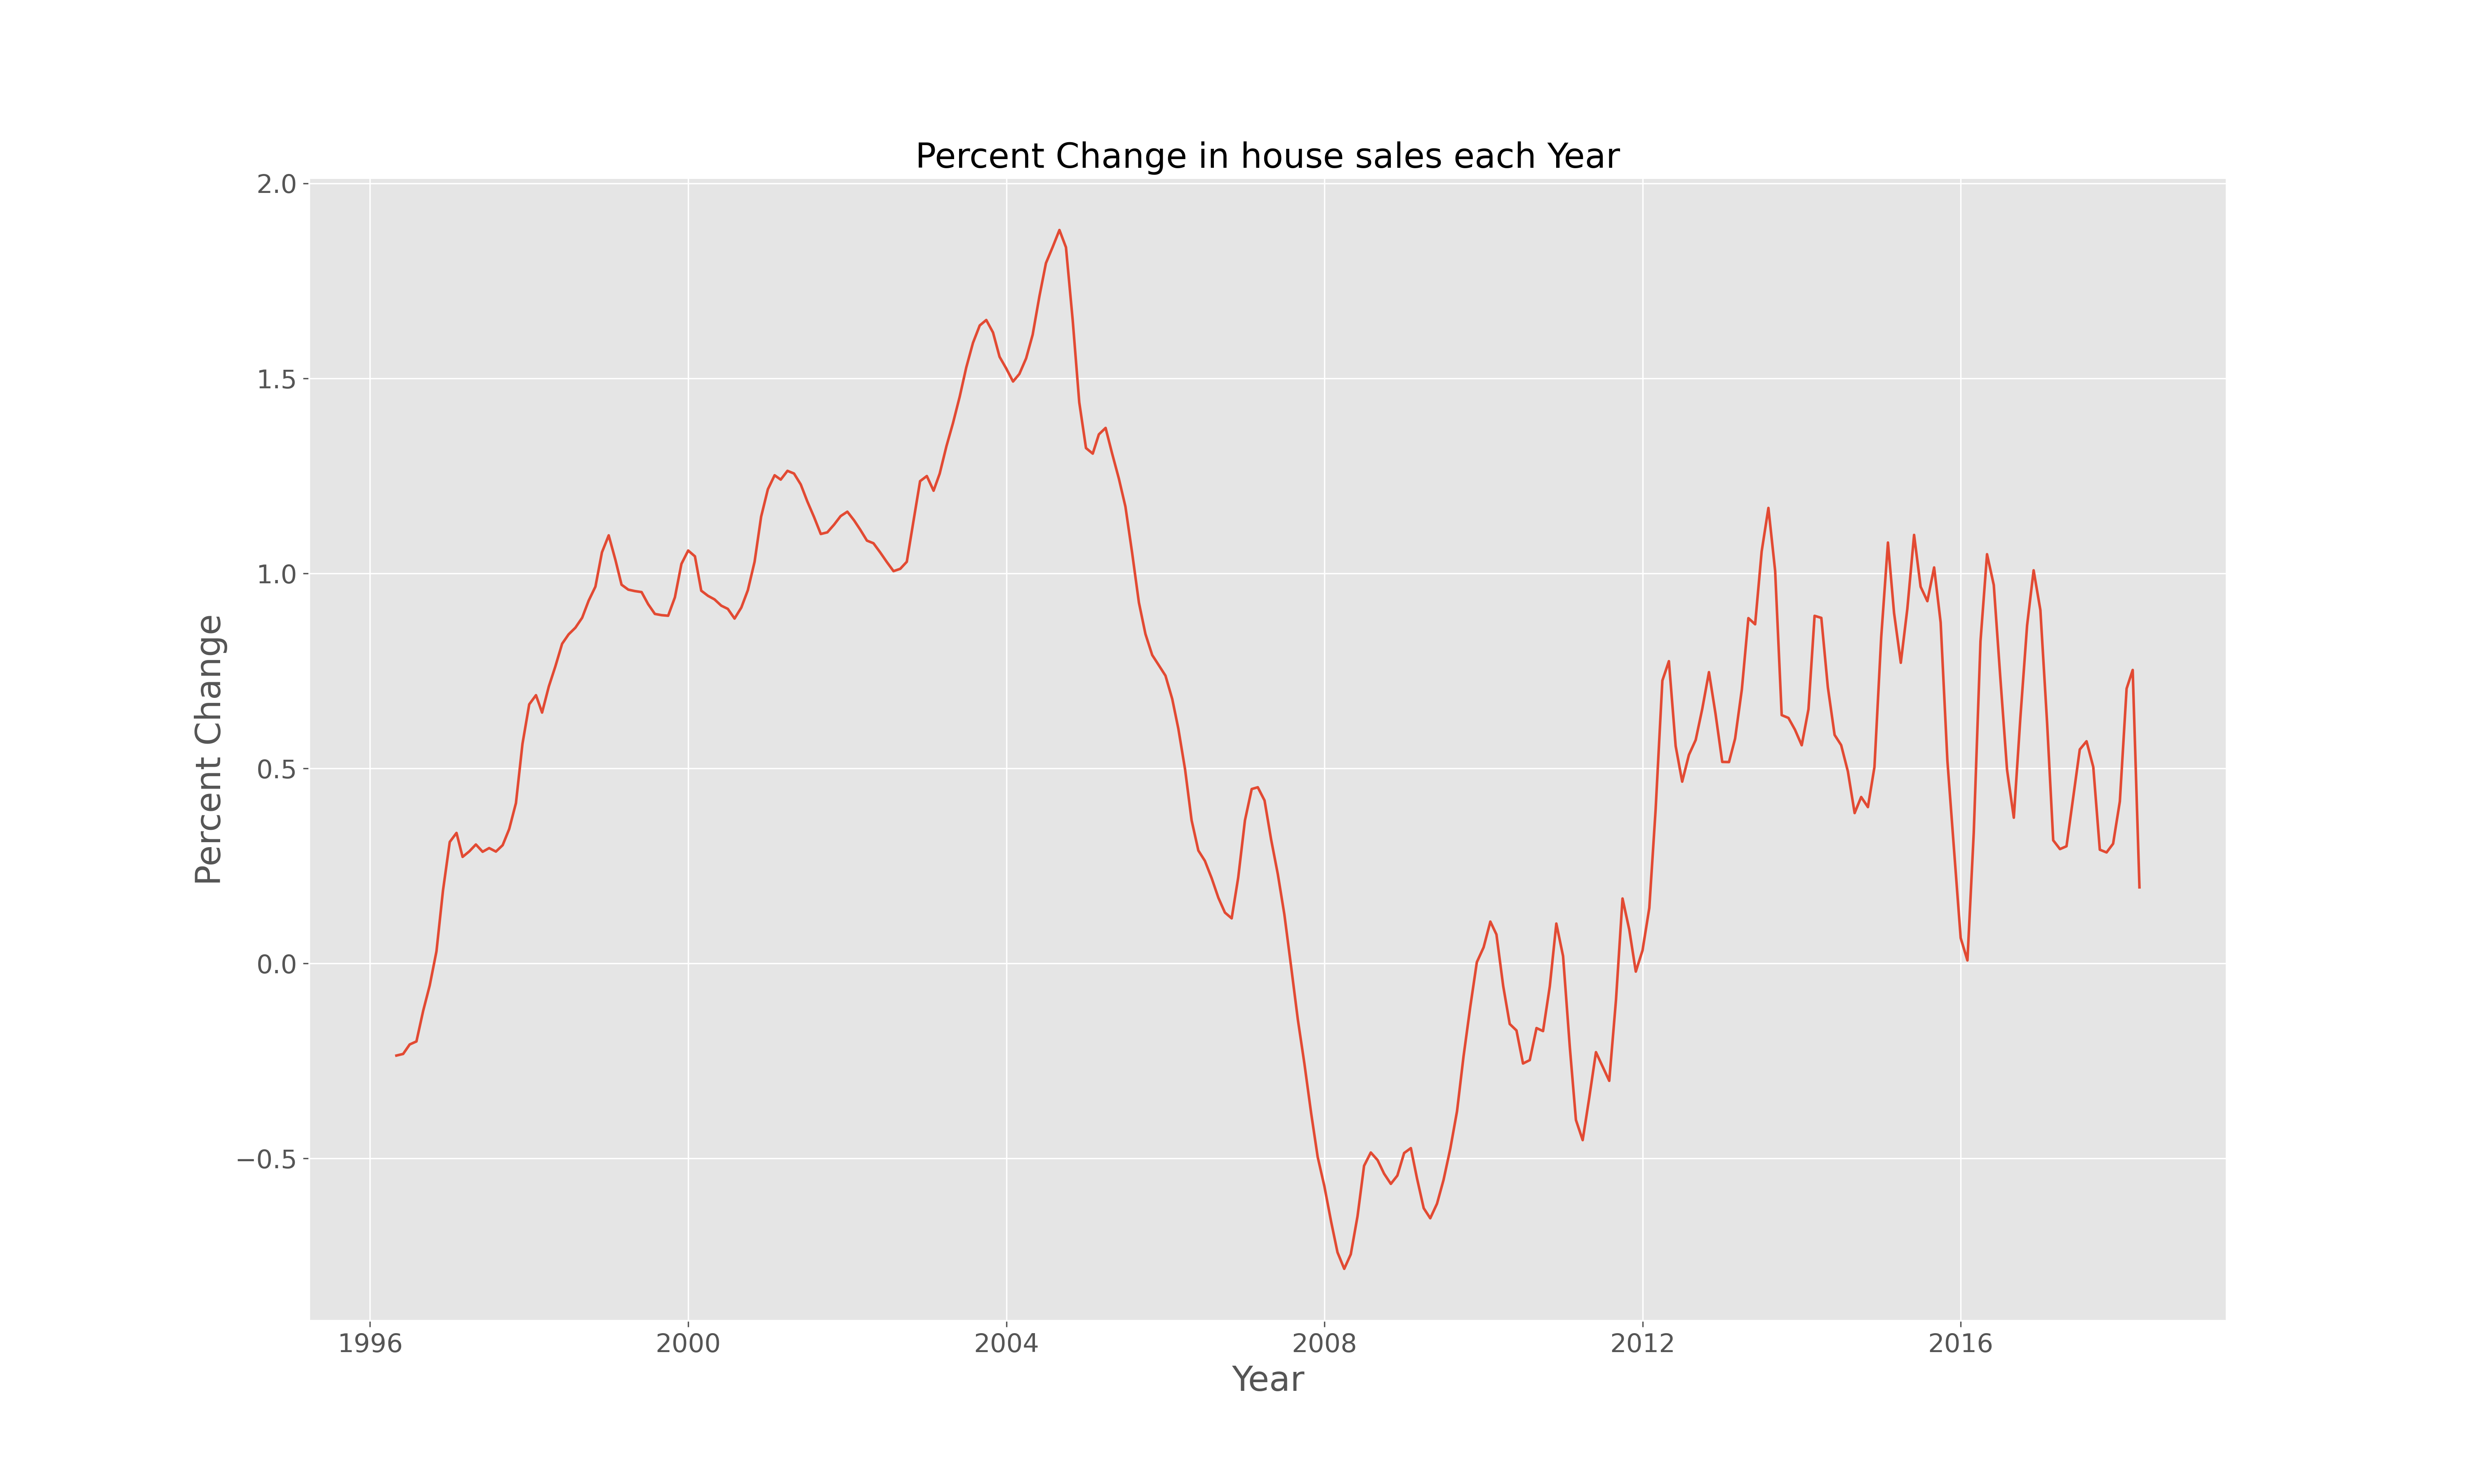 Percent Change in house sales each Year
2.0
1.5
1.0
0.5
0.0
−0.5
Percent Change
1996 2000 2004 2008 2012 2016
Year